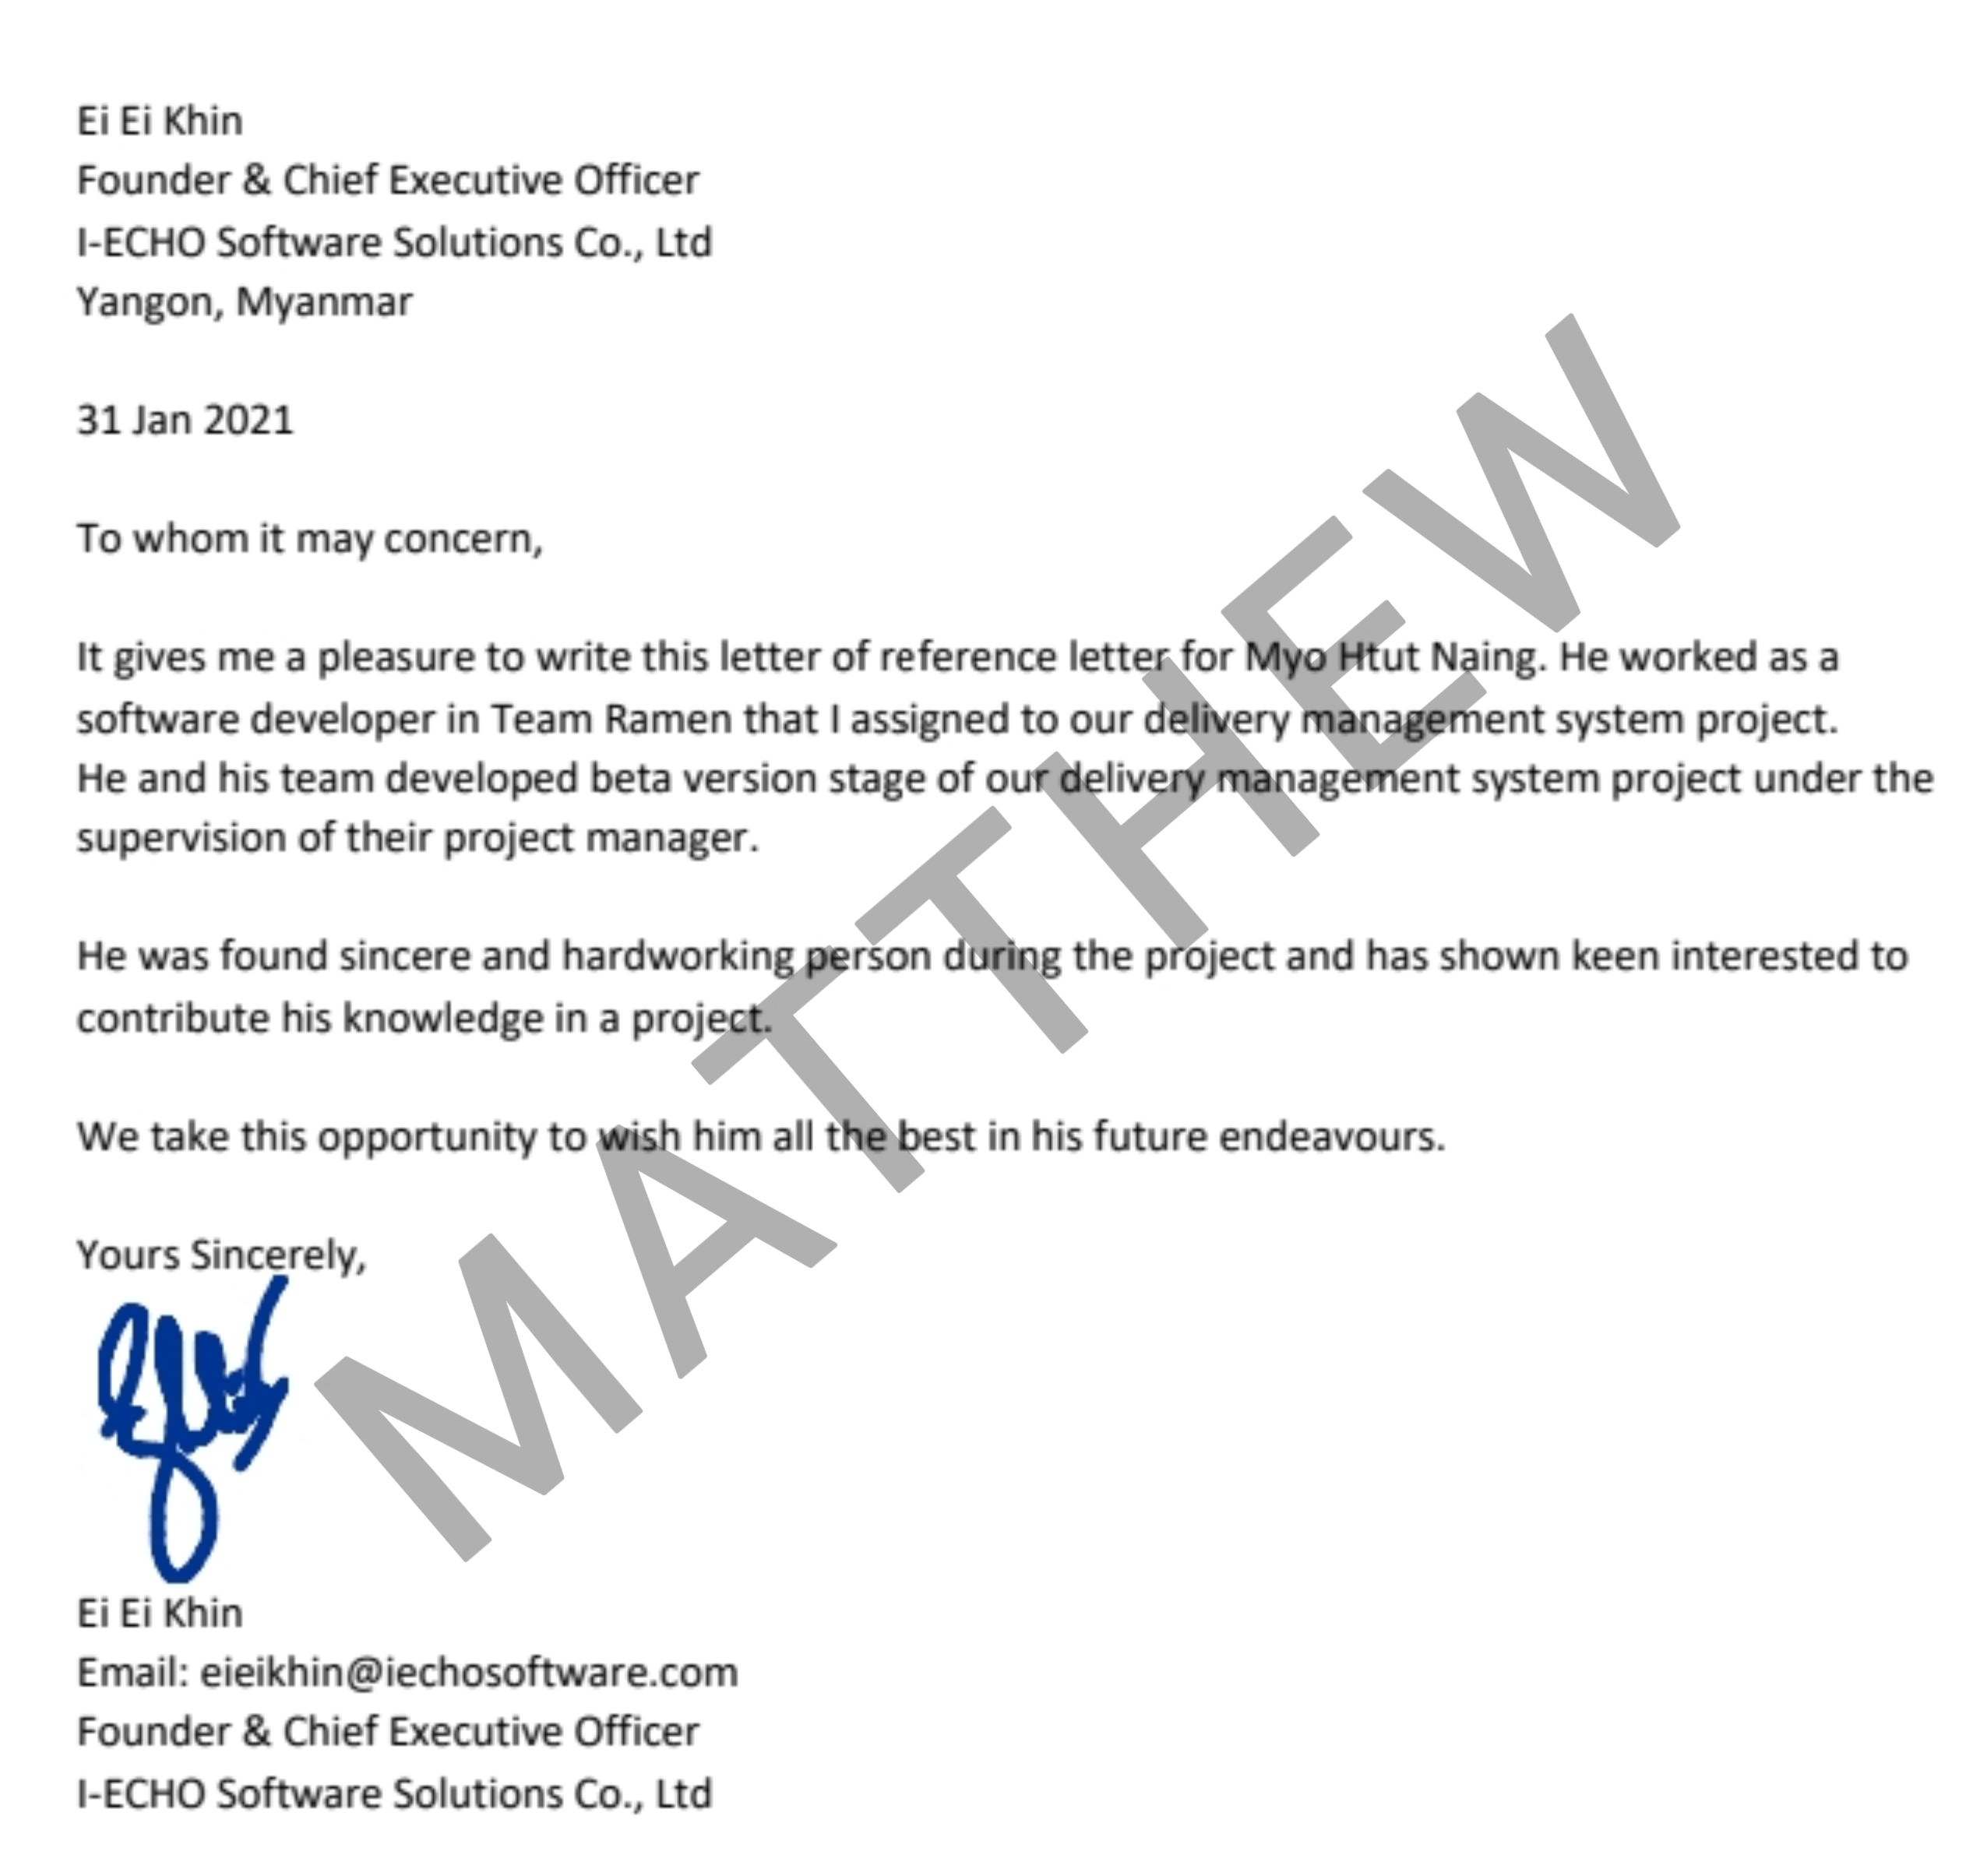 Ei Ei Khin
Founder & Chief Executive Officer
I-ECHO Software Solutions Co., Ltd
Yangon, Myanmar
31 Jan 2021
To whom it may concern,
It gives me a pleasure to write this letter of reference letter for Myo Htut Naing. He worked as a
software developer in Team Ramen that I assigned to our delivery management system project.
He and his team developed beta version stage of our delivery management system project under the
supervision of their project manager.
He was found sincere and hardworking person during the project and has shown keen interested to
contribute his knowledge in a project.
We take this opportunity to wish him all the best in his future endeavours.
Yours Sincerely,
Ei Ei Khin
Email: eieikhin@iechosoftware.com
Founder & Chief Executive Officer
I-ECHO Software Solutions Co., Ltd
MATTHEW